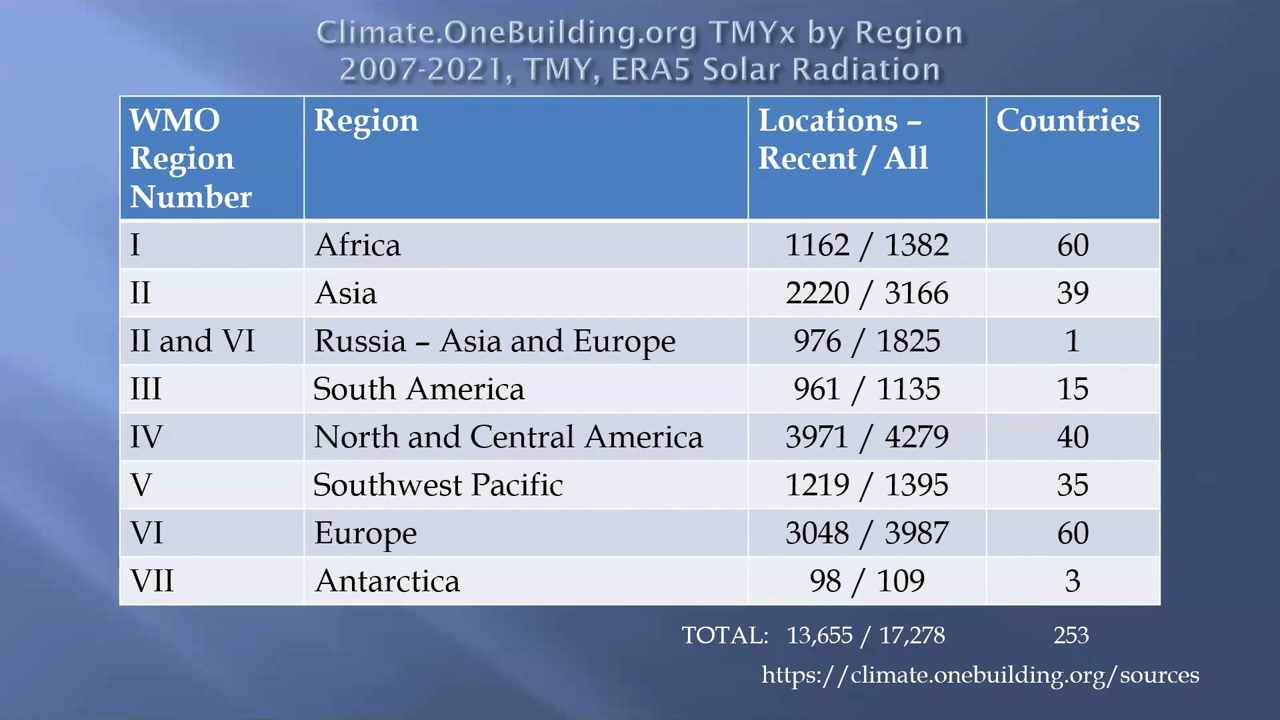 Climate.OneBuilding.org TMYx by Region
2007-2021, TMY, ERA5 Solar Radiation
WMO Region Number | Region | Locations – Recent / All | Countries
I | Africa | 1162 / 1382 | 60
II | Asia | 2220 / 3166 | 39
II and VI | Russia – Asia and Europe | 976 / 1825 | 1
III | South America | 961 / 1135 | 15
IV | North and Central America | 3971 / 4279 | 40
V | Southwest Pacific | 1219 / 1395 | 35
VI | Europe | 3048 / 3987 | 60
VII | Antarctica | 98 / 109 | 3
TOTAL: 13,655 / 17,278 253
https://climate.onebuilding.org/sources